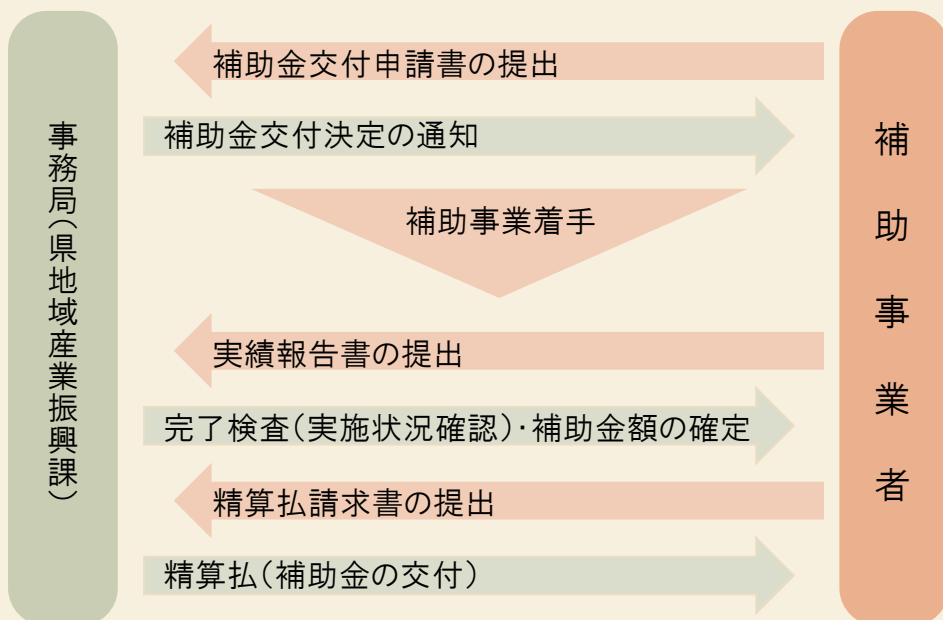 事務局(県地域産業振興課)
補助金交付申請書の提出
補助金交付決定の通知
補助事業着手
実績報告書の提出
完了検査(実施状況確認)・補助金額の確定
精算払請求書の提出
精算払(補助金の交付)
補助事業者